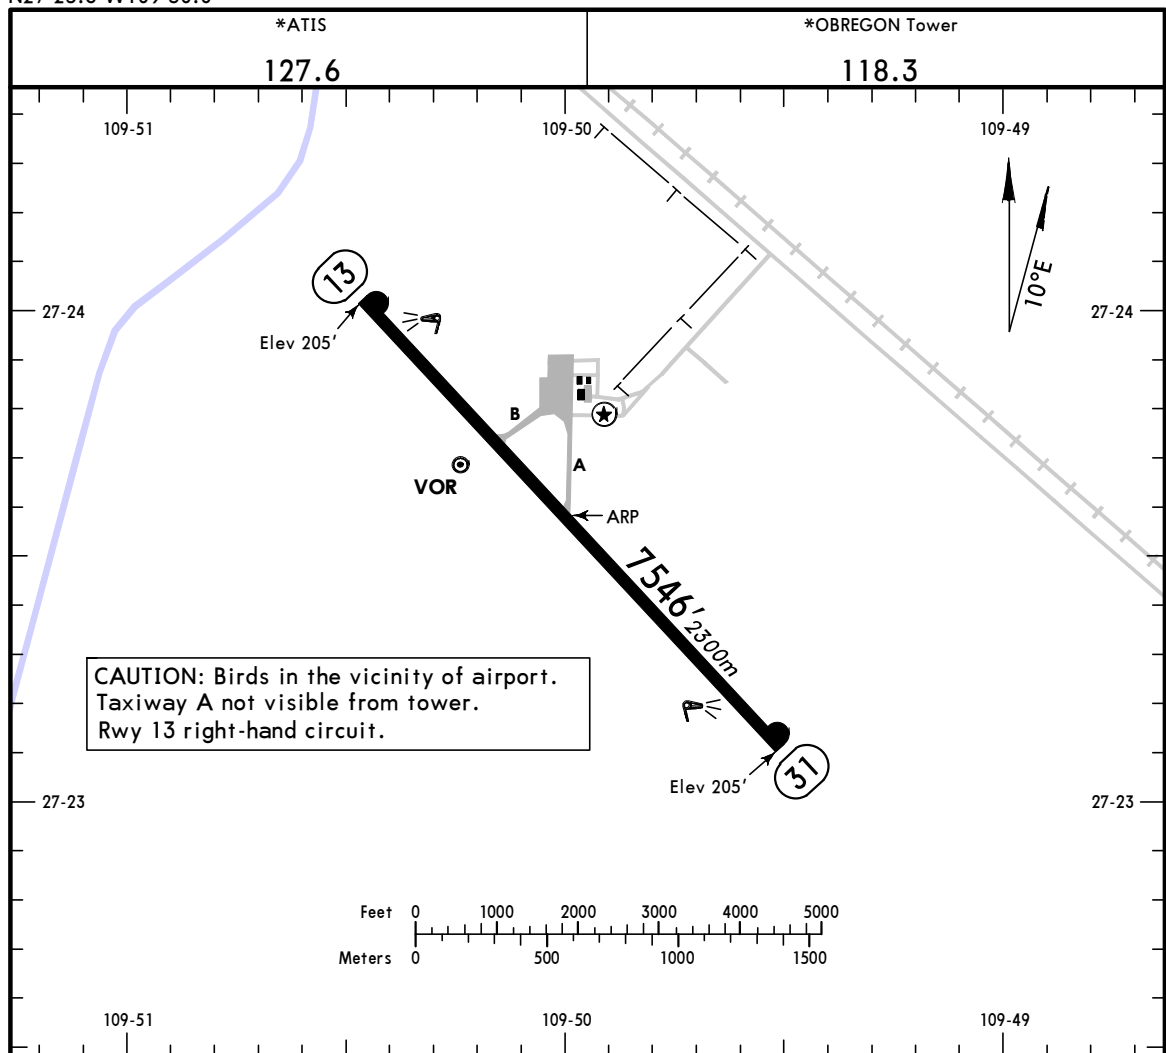 *ATIS
127.6
*OBREGON Tower
118.3
109-51
109-50
109-49
10°E
13
27-24
27-24
Elev 205'
B
A
VOR
ARP
7546' 2300m
CAUTION: Birds in the vicinity of airport.
Taxiway A not visible from tower.
Rwy 13 right-hand circuit.
31
Elev 205'
27-23
27-23
Feet 0 1000 2000 3000 4000 5000
Meters 0 500 1000 1500
109-51
109-50
109-49